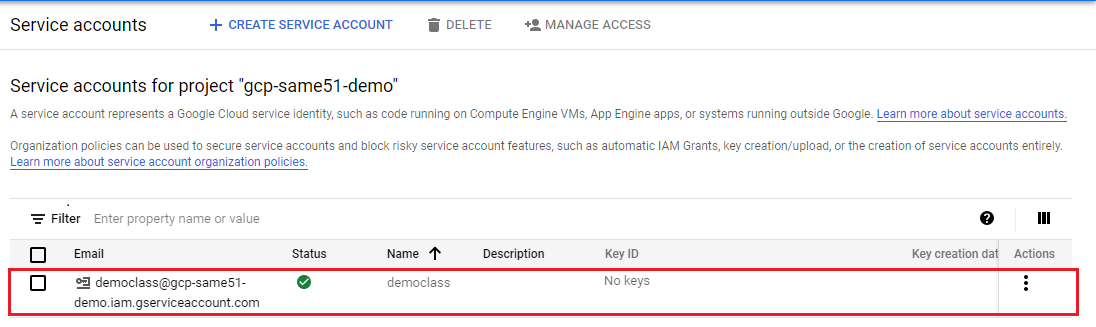 Service accounts CREATE SERVICE ACCOUNT DELETE MANAGE ACCESS
Service accounts for project "gcp-same51-demo"
A service account represents a Google Cloud service identity, such as code running on Compute Engine VMs, App Engine apps, or systems running outside Google. Learn more about service accounts.
Organization policies can be used to secure service accounts and block risky service account features, such as automatic IAM Grants, key creation/upload, or the creation of service accounts entirely.
Learn more about service account organization policies.
Filter Enter property name or value
Email Status Name Description Key ID Key creation dat Actions
democlass@gcp-same51- democlass No keys
demo.iam.gserviceaccount.com